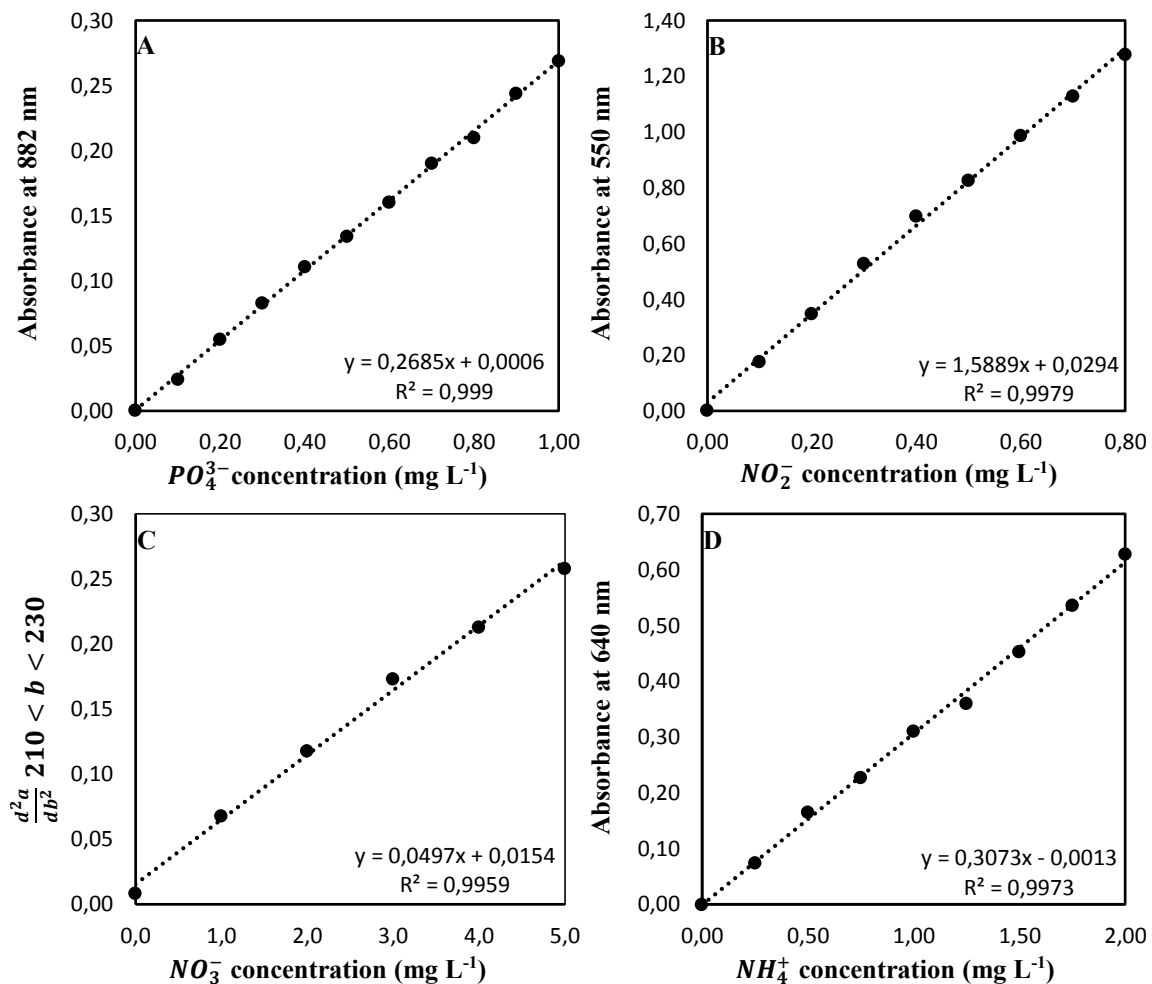 A
Absorbance at 882 nm
0,30
0,25
0,20
0,15
0,10
0,05
0,00
y = 0,2685x + 0,0006
R² = 0,999
0,00 0,20 0,40 0,60 0,80 1,00
PO₄³⁻ concentration (mg L⁻¹)
B
Absorbance at 550 nm
1,40
1,20
1,00
0,80
0,60
0,40
0,20
0,00
y = 1,5889x + 0,0294
R² = 0,9979
0,00 0,20 0,40 0,60 0,80
NO₂⁻ concentration (mg L⁻¹)
C
d²a/db² 210 < b < 230
0,30
0,25
0,20
0,15
0,10
0,05
0,00
y = 0,0497x + 0,0154
R² = 0,9959
0,0 1,0 2,0 3,0 4,0 5,0
NO₃⁻ concentration (mg L⁻¹)
D
Absorbance at 640 nm
0,70
0,60
0,50
0,40
0,30
0,20
0,10
0,00
y = 0,3073x - 0,0013
R² = 0,9973
0,00 0,50 1,00 1,50 2,00
NH₄⁺ concentration (mg L⁻¹)